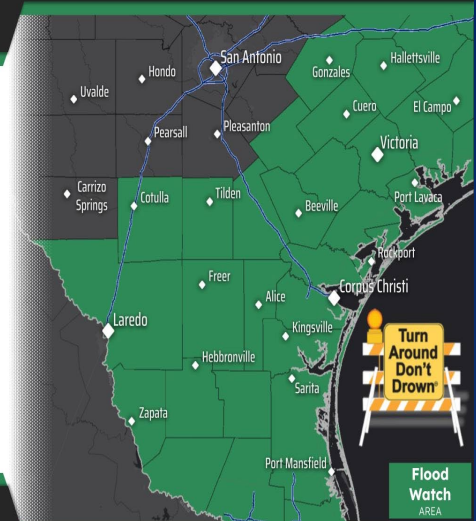 San Antonio
Hondo
Uvalde
Gonzales
Hallettsville
Cuero
El Campo
Pearsall
Pleasanton
Victoria
Carrizo
Springs
Cotulla
Tilden
Beeville
Port Lavaca
Rockport
Freer
Alice
Corpus Christi
Laredo
Kingsville
Hebbronville
Sarita
Zapata
Port Mansfield
Turn
Around
Don't
Drown®
Flood
Watch
AREA